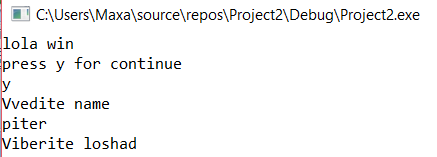 C:\Users\Maxa\source\repos\Project2\Debug\Project2.exe
lola win
press y for continue
y
Vvedite name
piter
Viberite loshad